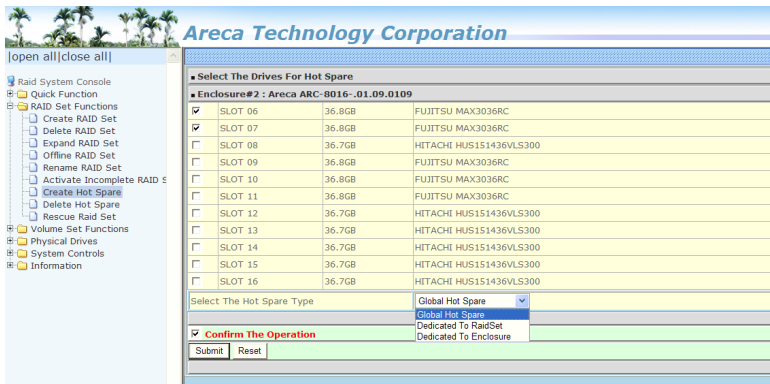 Areca Technology Corporation
|open all|close all|
Raid System Console
Quick Function
RAID Set Functions
Create RAID Set
Delete RAID Set
Expand RAID Set
Offline RAID Set
Rename RAID Set
Activate Incomplete RAID S
Create Hot Spare
Delete Hot Spare
Rescue Raid Set
Volume Set Functions
Physical Drives
System Controls
Information
Select The Drives For Hot Spare
Enclosure#2 : Areca ARC-8016-.01.09.0109
SLOT 06 36.8GB FUJITSU MAX3036RC
SLOT 07 36.8GB FUJITSU MAX3036RC
SLOT 08 36.7GB HITACHI HUS151436VLS300
SLOT 09 36.8GB FUJITSU MAX3036RC
SLOT 10 36.8GB FUJITSU MAX3036RC
SLOT 11 36.8GB FUJITSU MAX3036RC
SLOT 12 36.7GB HITACHI HUS151436VLS300
SLOT 13 36.7GB HITACHI HUS151436VLS300
SLOT 14 36.7GB HITACHI HUS151436VLS300
SLOT 15 36.7GB HITACHI HUS151436VLS300
SLOT 16 36.7GB HITACHI HUS151436VLS300
Select The Hot Spare Type Global Hot Spare
Global Hot Spare
Dedicated To RaidSet
Dedicated To Enclosure
Confirm The Operation
Submit Reset